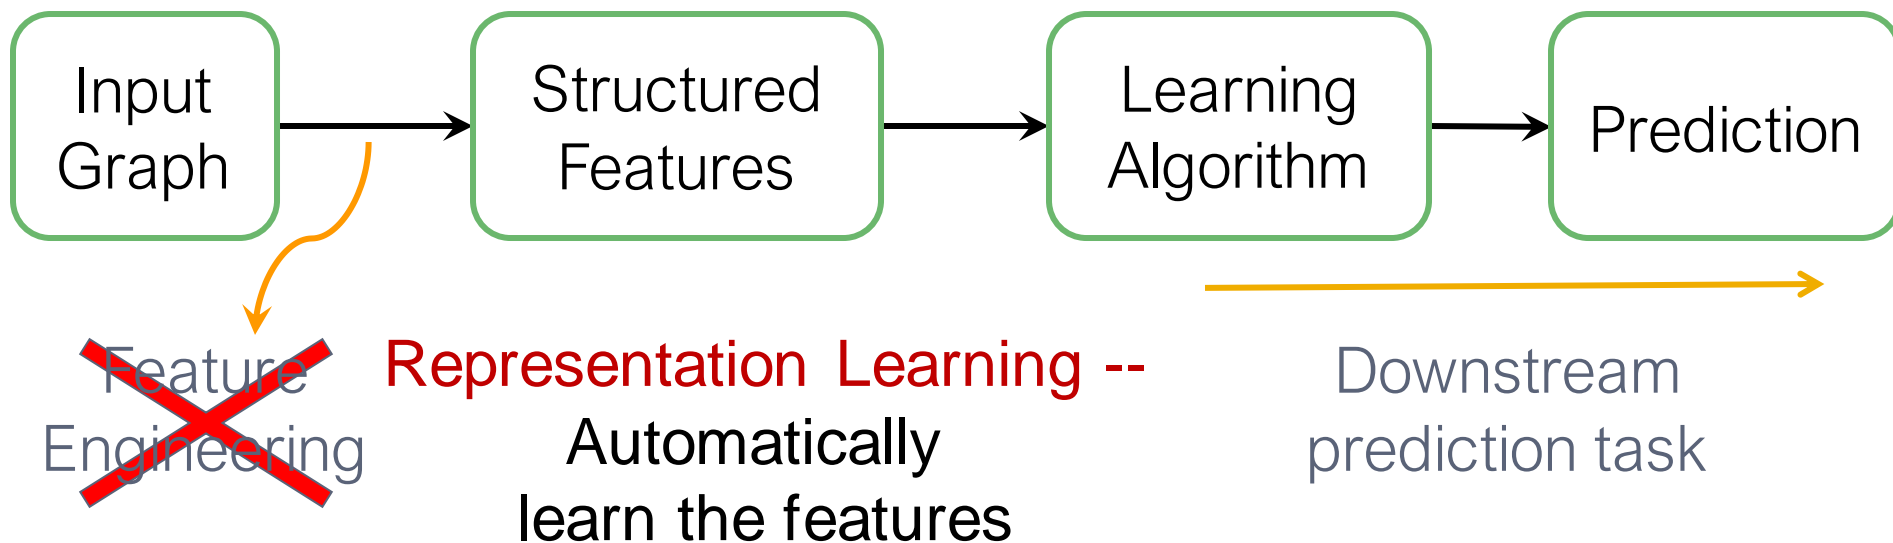 Input
Graph
Structured
Features
Learning
Algorithm
Prediction
Feature
Engineering
Representation Learning --
Automatically
learn the features
Downstream
prediction task